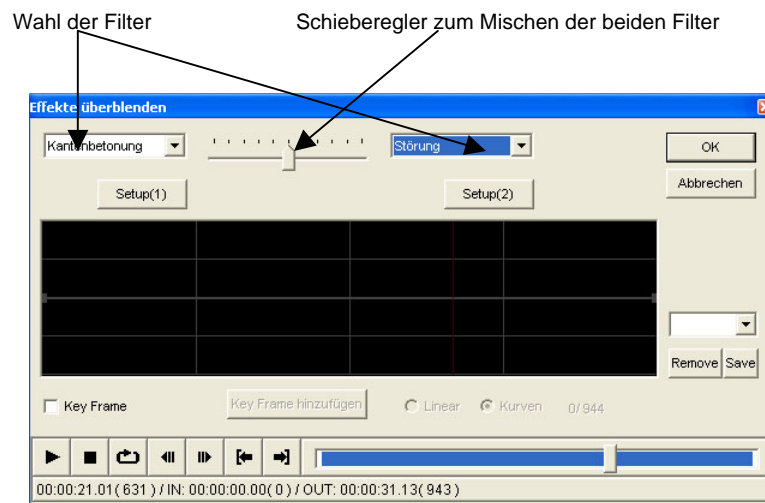 Wahl der Filter
Schieberegler zum Mischen der beiden Filter
Effekte überblenden
Kantenbetonung
Störung
OK
Setup(1)
Setup(2)
Abbrechen
Remove
Save
Key Frame
Key Frame hinzufügen
Linear
Kurven
0/ 944
00:00:21.01( 631 ) / IN: 00:00:00.00( 0 ) / OUT: 00:00:31.13( 943 )